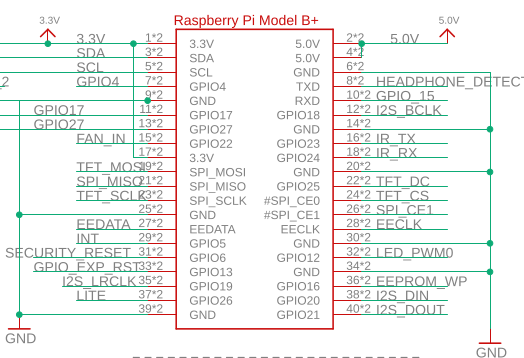 Raspberry Pi Model B+
3.3V 5.0V
3.3V 1*2 3.3V 5.0V 2*2 5.0V
SDA 3*2 SDA 5.0V 4*2
SCL 5*2 SCL GND 6*2
GPIO4 7*2 GPIO4 TXD 8*2 HEADPHONE_DETECT
9*2 GND RXD 10*2 GPIO_15
GPIO17 11*2 GPIO17 GPIO18 12*2 I2S_BCLK
GPIO27 13*2 GPIO27 GND 14*2
FAN_IN 15*2 GPIO22 GPIO23 16*2 IR_TX
17*2 3.3V GPIO24 18*2 IR_RX
TFT_MOSI 19*2 SPI_MOSI GND 20*2
SPI_MISO 21*2 SPI_MISO GPIO25 22*2 TFT_DC
TFT_SCLK 23*2 SPI_SCLK #SPI_CE0 24*2 TFT_CS
25*2 GND #SPI_CE1 26*2 SPI_CE1
EEDATA 27*2 EEDATA EECLK 28*2 EECLK
INT 29*2 GPIO5 GND 30*2
SECURITY_RESET 31*2 GPIO6 GPIO12 32*2 LED_PWM0
GPIO_EXP_RST 33*2 GPIO13 GND 34*2
I2S_LRCLK 35*2 GPIO19 GPIO16 36*2 EEPROM_WP
LITE 37*2 GPIO26 GPIO20 38*2 I2S_DIN
39*2 GND GPIO21 40*2 I2S_DOUT
GND GND